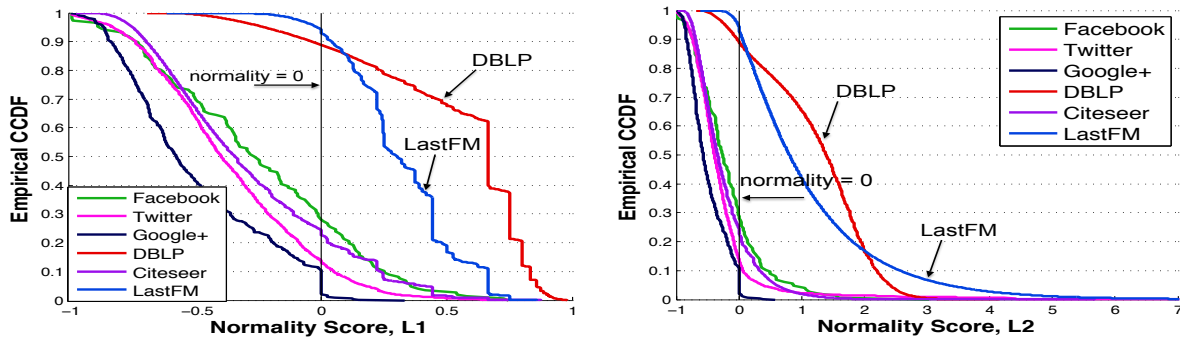 1
0.9
0.8
0.7
0.6
0.5
0.4
0.3
0.2
0.1
0
Empirical CCDF
normality = 0
DBLP
LastFM
Facebook
Twitter
Google+
DBLP
Citeseer
LastFM
−1
−0.5
0
0.5
1
Normality Score, L1
1
0.9
0.8
0.7
0.6
0.5
0.4
0.3
0.2
0.1
0
Empirical CCDF
Facebook
Twitter
Google+
DBLP
Citeseer
LastFM
DBLP
normality = 0
LastFM
−1
0
1
2
3
4
5
6
7
Normality Score, L2